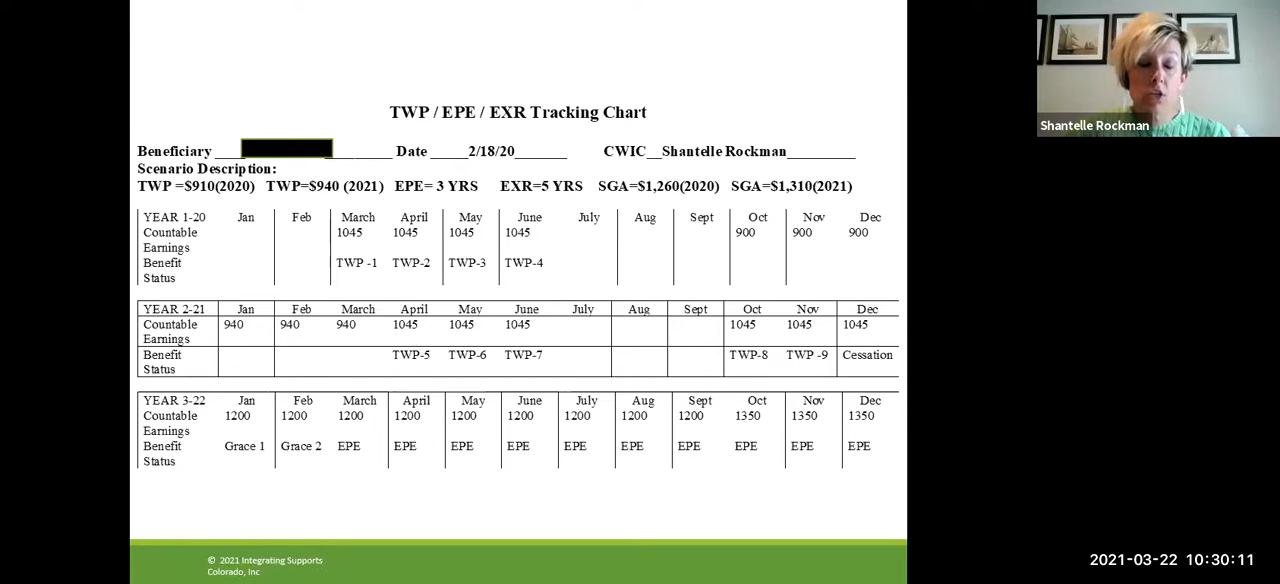 TWP / EPE / EXR Tracking Chart
Beneficiary ___ ________ Date _____2/18/20_______ CWIC__Shantelle Rockman_________
Scenario Description:
TWP =$910(2020) TWP=$940 (2021) EPE= 3 YRS EXR=5 YRS SGA=$1,260(2020) SGA=$1,310(2021)
YEAR 1-20 Jan Feb March April May June July Aug Sept Oct Nov Dec
Countable 1045 1045 1045 1045 900 900 900
Earnings
Benefit TWP -1 TWP-2 TWP-3 TWP-4
Status
YEAR 2-21 Jan Feb March April May June July Aug Sept Oct Nov Dec
Countable 940 940 940 1045 1045 1045 1045 1045 1045
Earnings
Benefit TWP-5 TWP-6 TWP-7 TWP-8 TWP -9 Cessation
Status
YEAR 3-22 Jan Feb March April May June July Aug Sept Oct Nov Dec
Countable 1200 1200 1200 1200 1200 1200 1200 1200 1200 1350 1350 1350
Earnings
Benefit Grace 1 Grace 2 EPE EPE EPE EPE EPE EPE EPE EPE EPE EPE
Status
© 2021 Integrating Supports
Colorado, Inc
Shantelle Rockman
2021-03-22 10:30:11